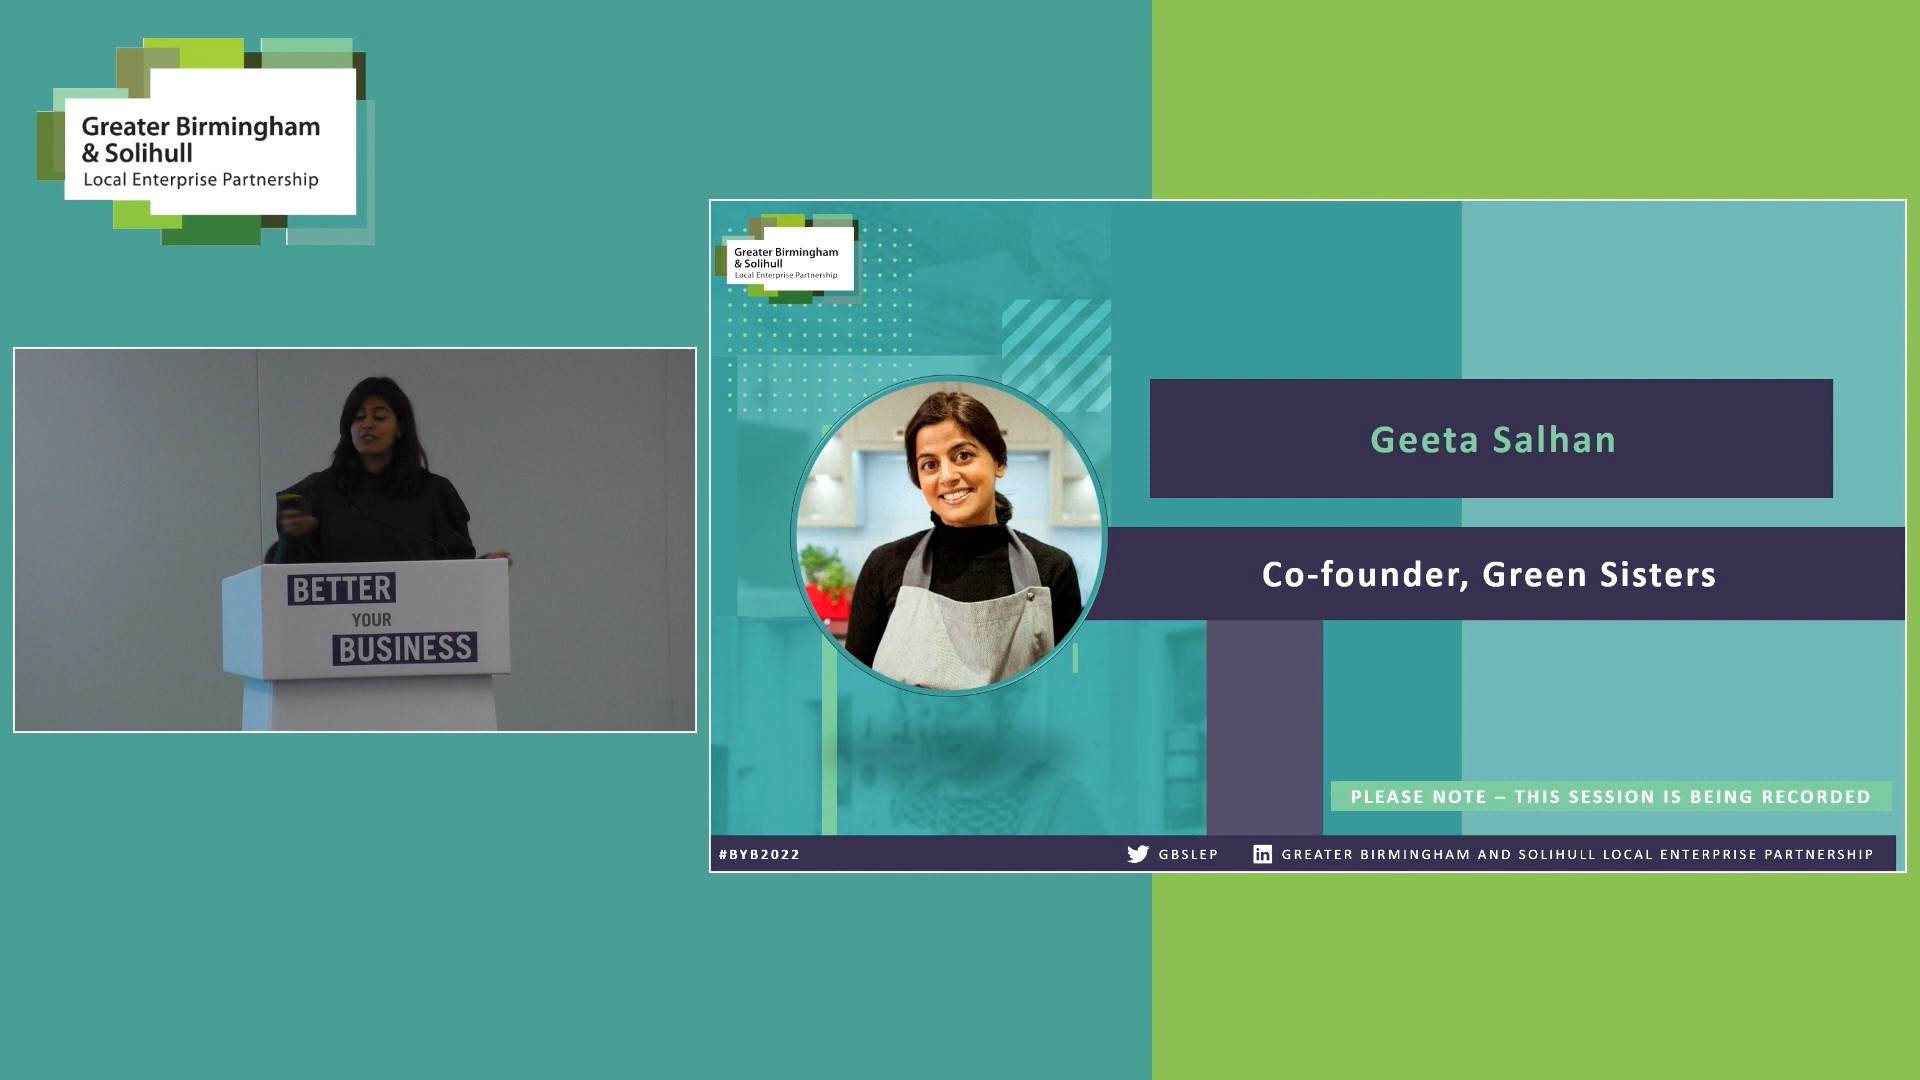 Greater Birmingham
& Solihull
Local Enterprise Partnership
BETTER
YOUR
BUSINESS
Greater Birmingham
& Solihull
Local Enterprise Partnership
Geeta Salhan
Co-founder, Green Sisters
PLEASE NOTE – THIS SESSION IS BEING RECORDED
#BYB2022
GBSLEP
GREATER BIRMINGHAM AND SOLIHULL LOCAL ENTERPRISE PARTNERSHIP